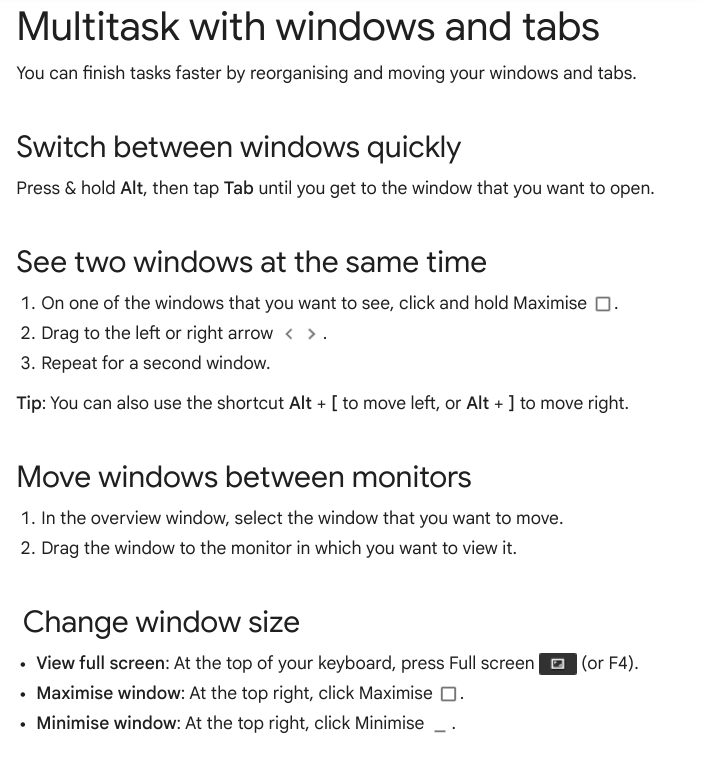 Multitask with windows and tabs
You can finish tasks faster by reorganising and moving your windows and tabs.
Switch between windows quickly
Press & hold Alt, then tap Tab until you get to the window that you want to open.
See two windows at the same time
1. On one of the windows that you want to see, click and hold Maximise □.
2. Drag to the left or right arrow < > .
3. Repeat for a second window.
Tip: You can also use the shortcut Alt + [ to move left, or Alt + ] to move right.
Move windows between monitors
1. In the overview window, select the window that you want to move.
2. Drag the window to the monitor in which you want to view it.
Change window size
• View full screen: At the top of your keyboard, press Full screen (or F4).
• Maximise window: At the top right, click Maximise □.
• Minimise window: At the top right, click Minimise _ .